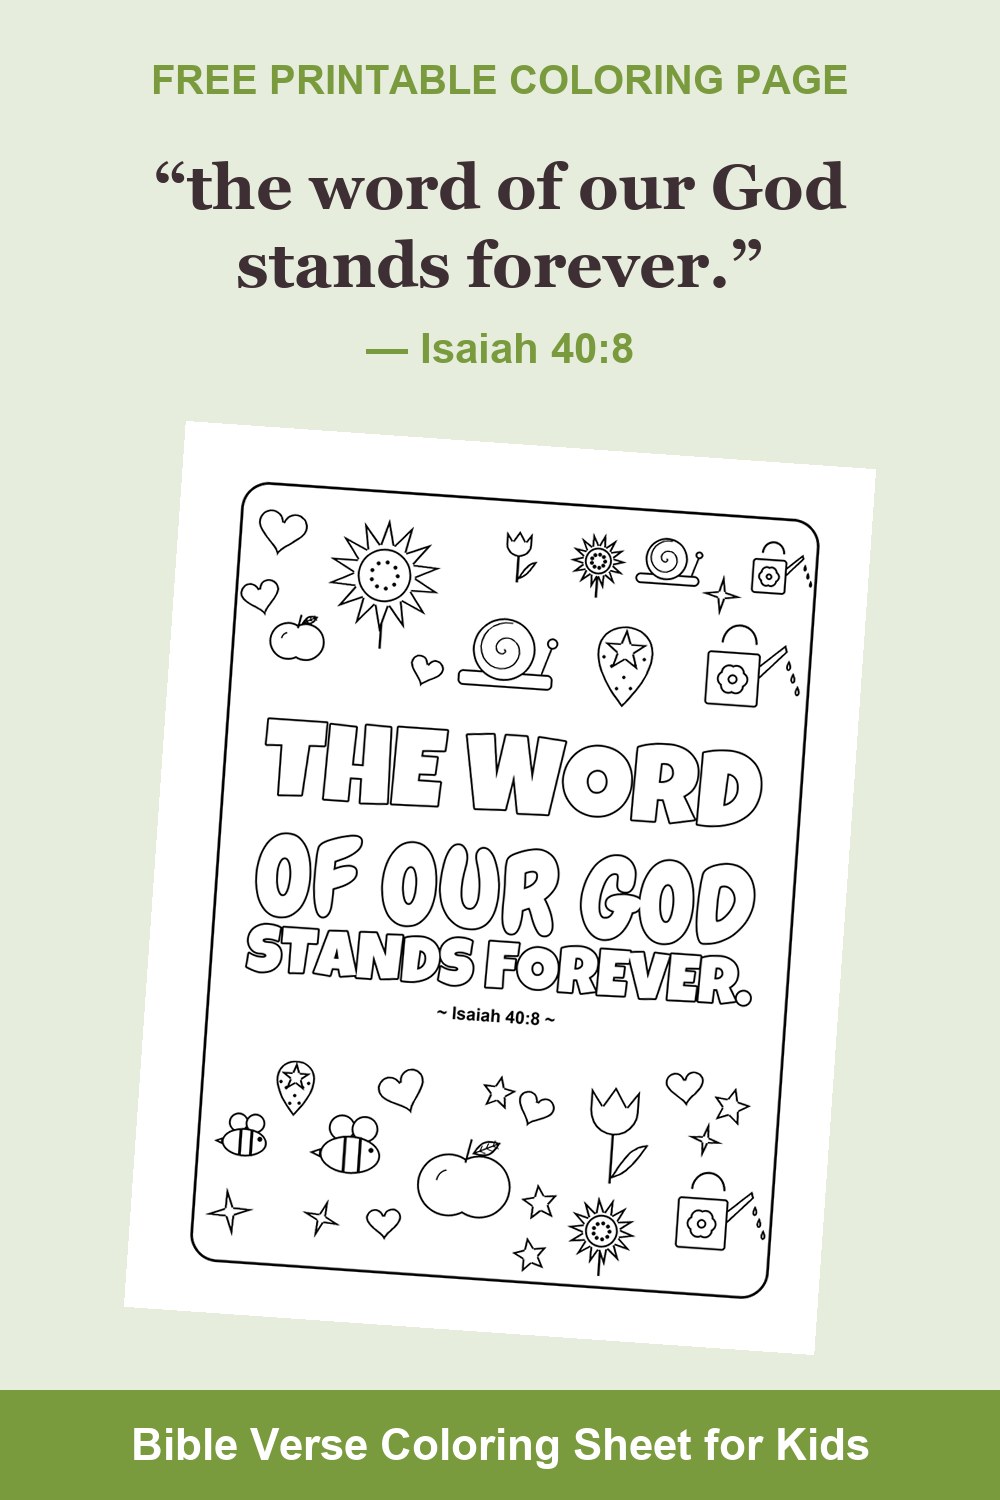 FREE PRINTABLE COLORING PAGE
“the word of our God
stands forever.”
— Isaiah 40:8
THE WORD
OF OUR GOD
STANDS FOREVER.
~ Isaiah 40:8 ~
Bible Verse Coloring Sheet for Kids